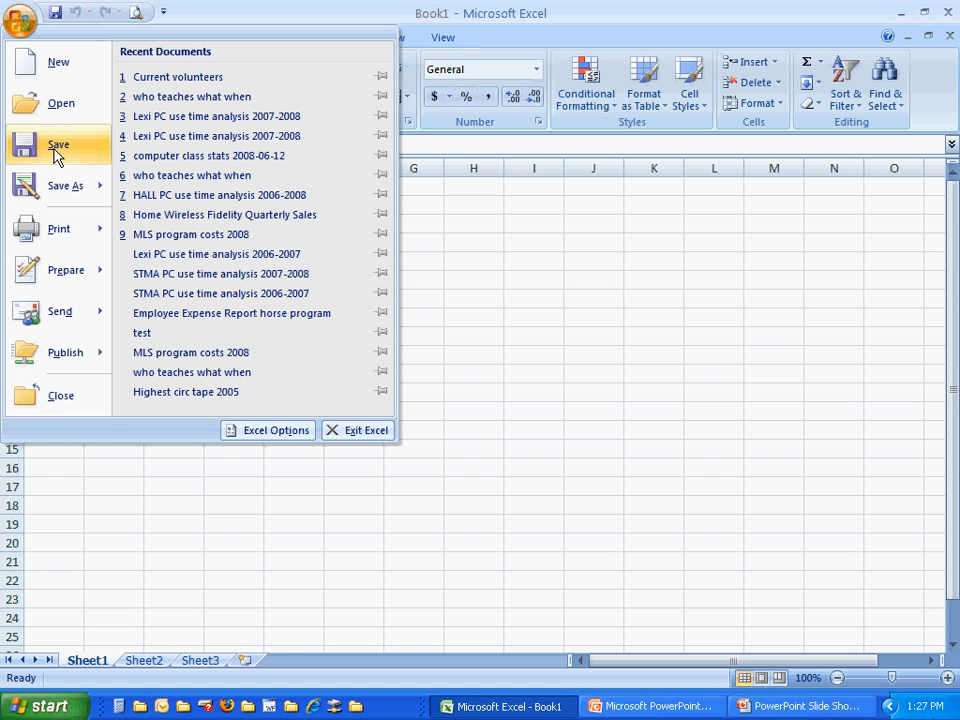 Book1 - Microsoft Excel
View
New
Open
Save
Save As
Print
Prepare
Send
Publish
Close
Recent Documents
1 Current volunteers
2 who teaches what when
3 Lexi PC use time analysis 2007-2008
4 Lexi PC use time analysis 2007-2008
5 computer class stats 2008-06-12
6 who teaches what when
7 HALL PC use time analysis 2006-2008
8 Home Wireless Fidelity Quarterly Sales
9 MLS program costs 2008
Lexi PC use time analysis 2006-2007
STMA PC use time analysis 2007-2008
STMA PC use time analysis 2006-2007
Employee Expense Report horse program
test
MLS program costs 2008
who teaches what when
Highest circ tape 2005
Excel Options
Exit Excel
General
$ % , .0 .00 .00 .0
Number
Conditional Formatting
Format as Table
Cell Styles
Styles
Insert
Delete
Format
Cells
Σ
Sort & Filter
Find & Select
Editing
G H I J K L M N O
15
16
17
18
19
20
21
22
23
24
25
Sheet1 Sheet2 Sheet3
Ready
100%
start
Microsoft Excel - Book1
Microsoft PowerPoint...
PowerPoint Slide Sho...
1:27 PM